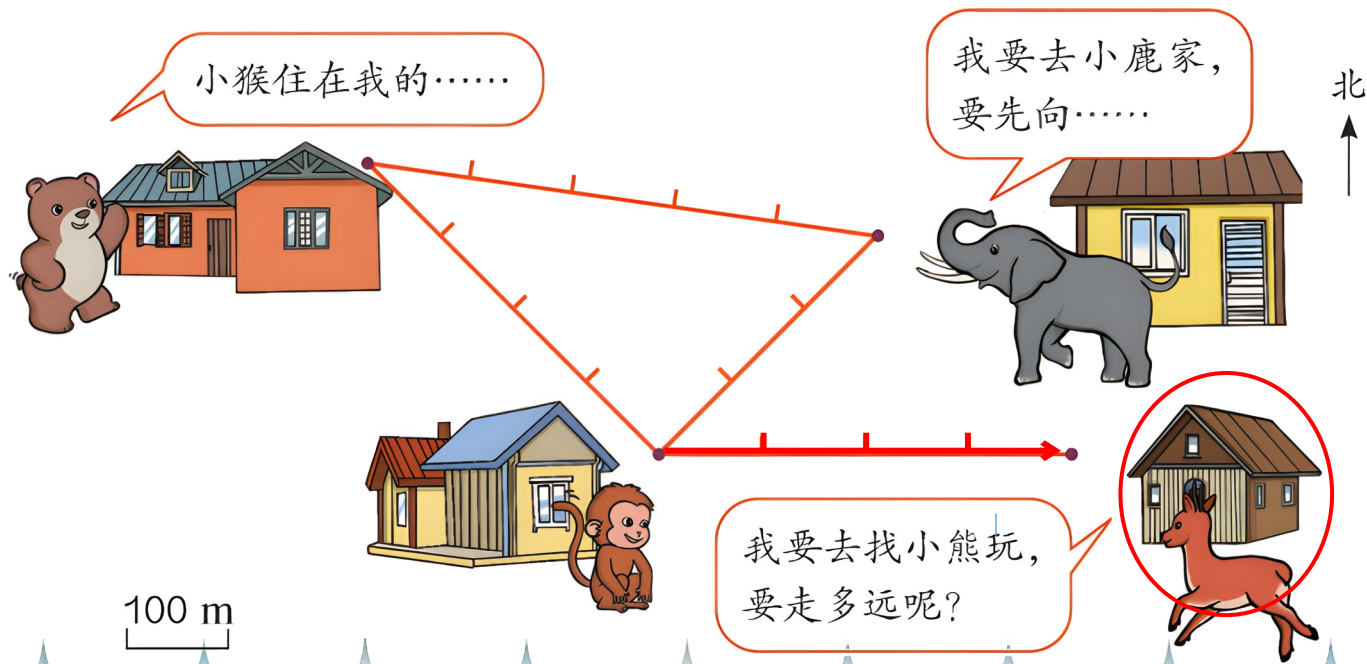 小猴住在我的……
我要去小鹿家，
要先向……
北
我要去找小熊玩，
要走多远呢？
100 m